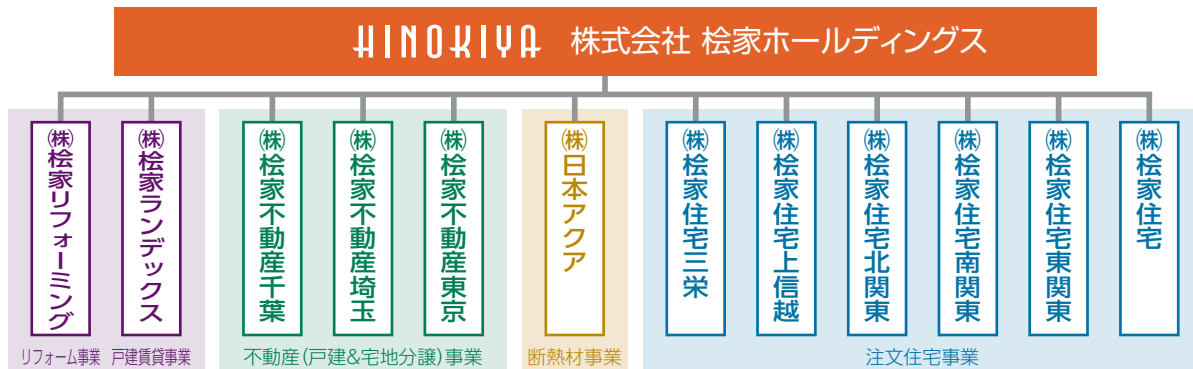 HINOKIYA 株式会社 桧家ホールディングス
㈱桧家リフォーミング
㈱桧家ランデックス
㈱桧家不動産千葉
㈱桧家不動産埼玉
㈱桧家不動産東京
㈱日本アクア
㈱桧家住宅三栄
㈱桧家住宅上信越
㈱桧家住宅北関東
㈱桧家住宅南関東
㈱桧家住宅東関東
㈱桧家住宅
リフォーム事業
戸建賃貸事業
不動産(戸建&宅地分譲)事業
断熱材事業
注文住宅事業